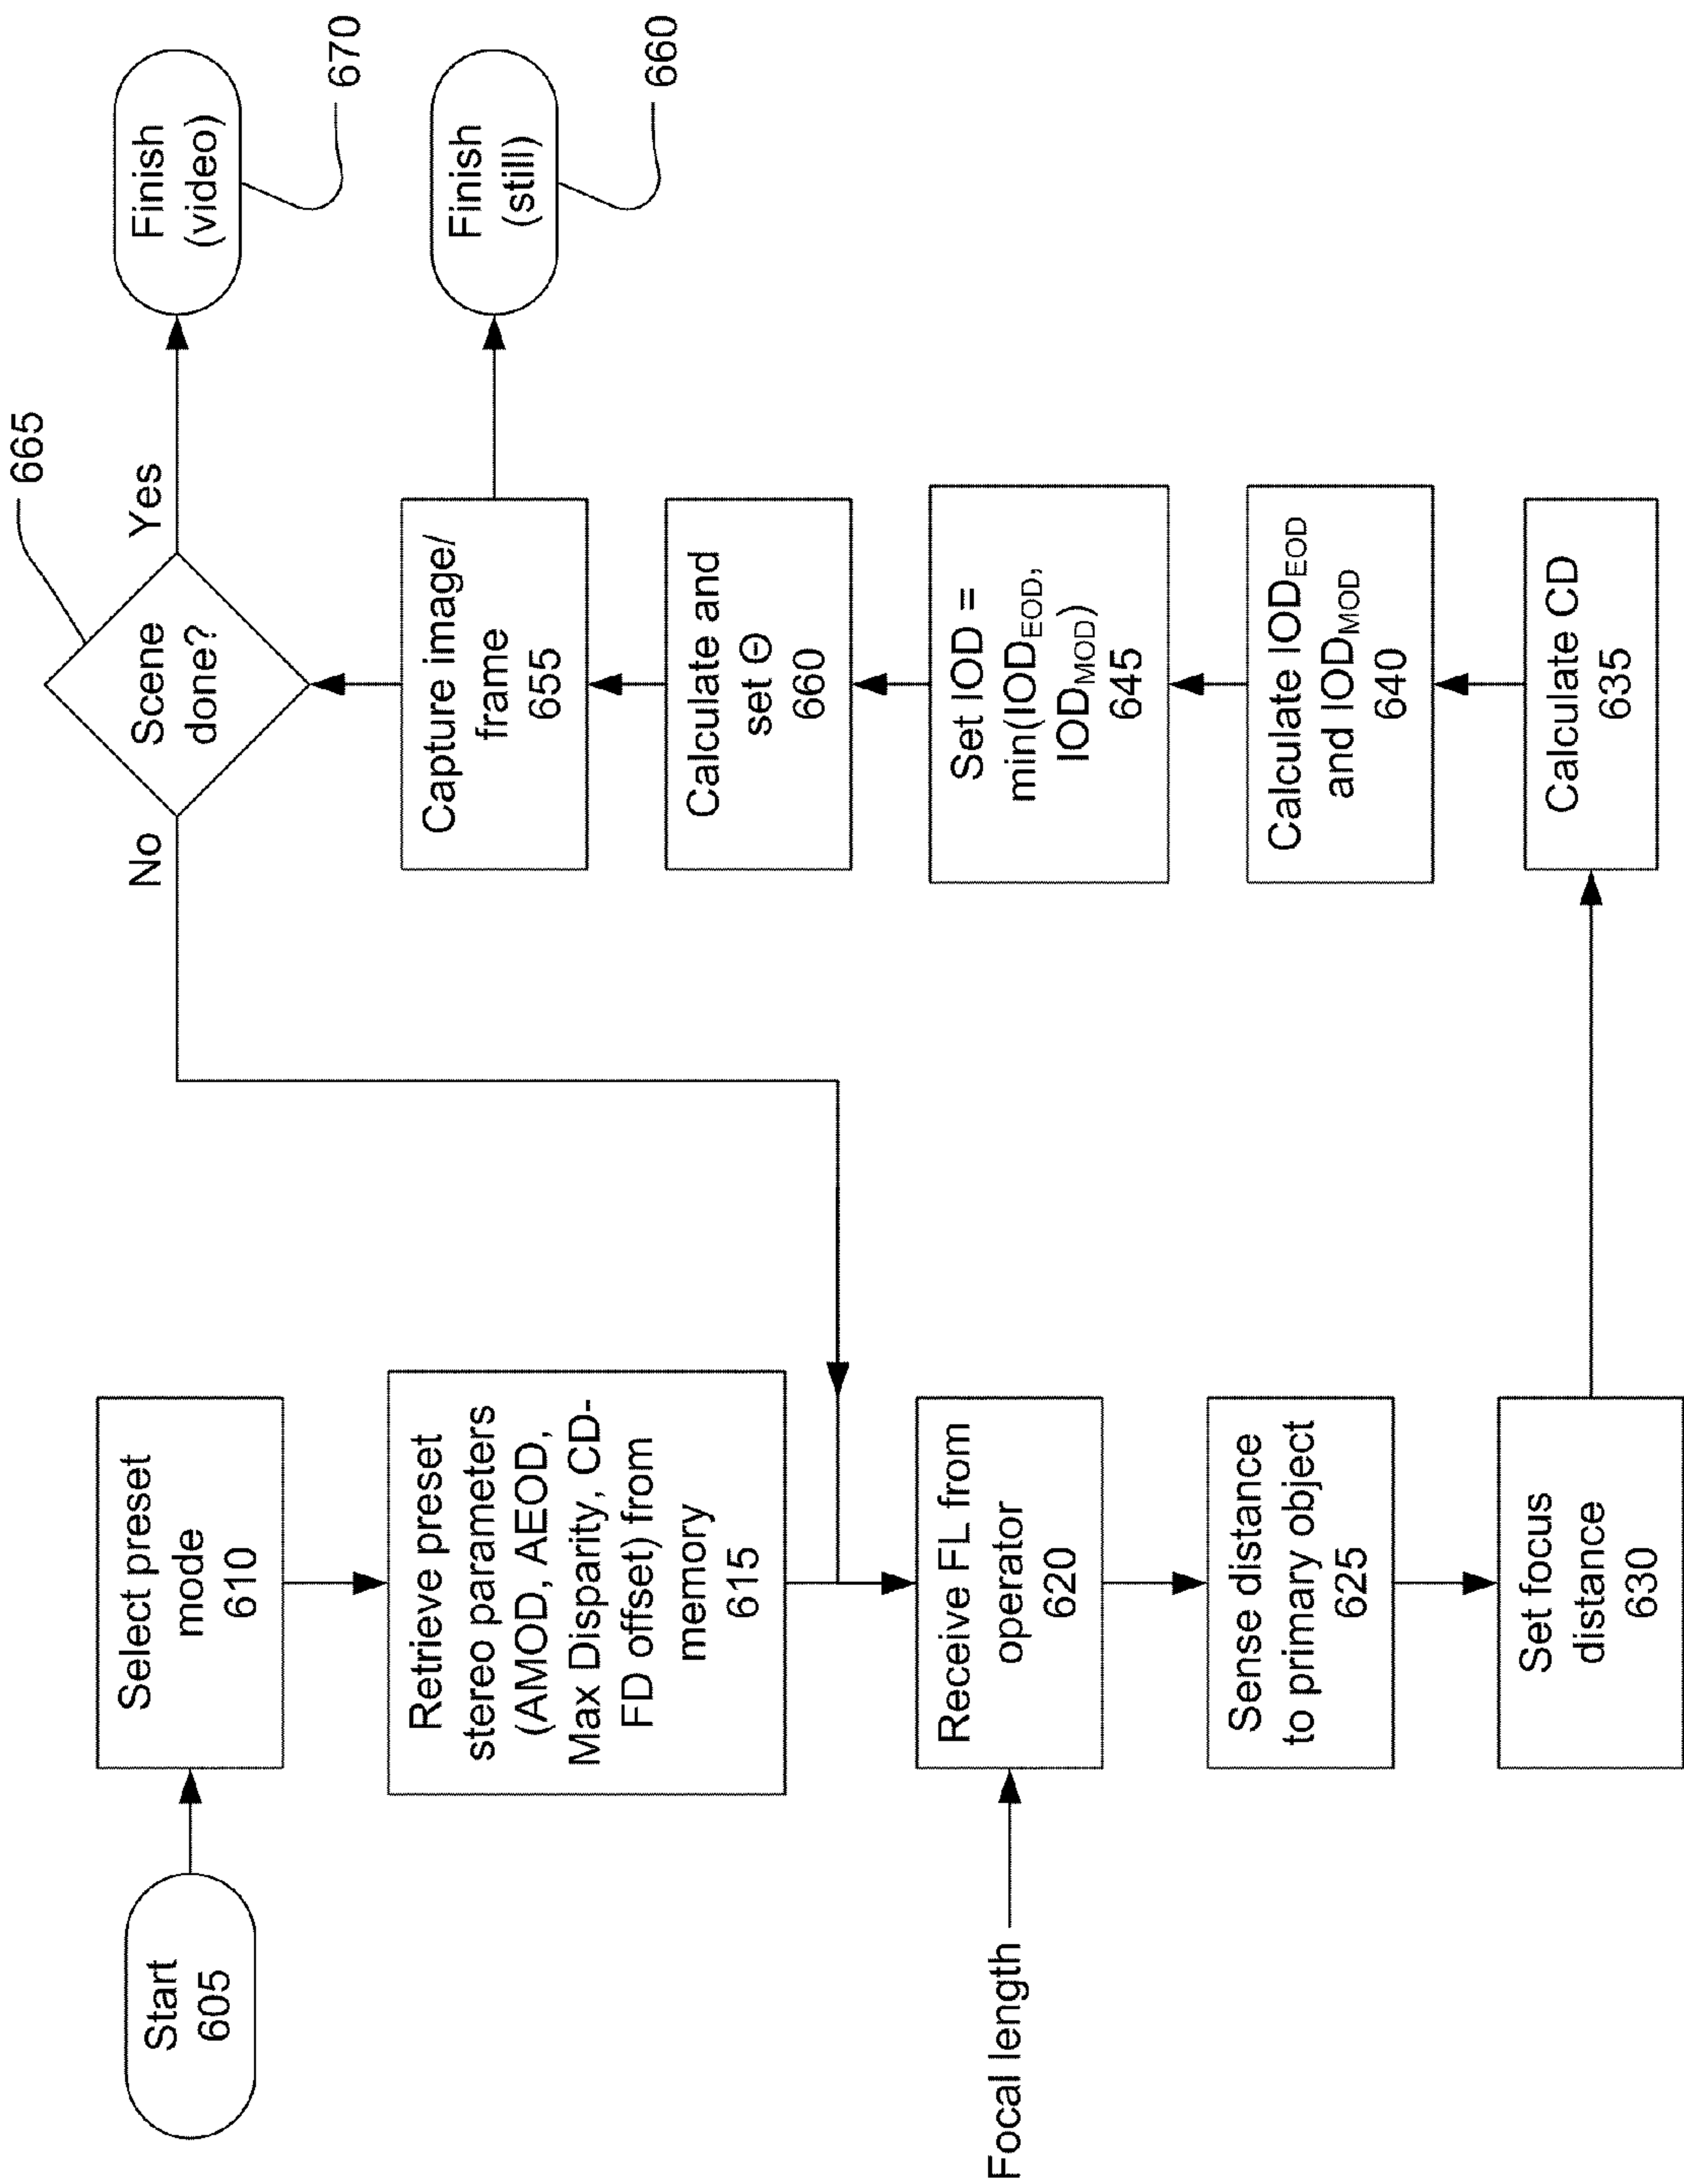 Start
605
Select preset
mode
610
Retrieve preset
stereo parameters
(AMOD, AEOD,
Max Disparity, CD-
FD offset) from
memory
615
Focal length
Receive FL from
operator
620
Sense distance
to primary object
625
Set focus
distance
630
Calculate CD
635
Calculate IOD_EOD
and IOD_MOD
640
Set IOD =
min(IOD_EOD,
IOD_MOD)
645
Calculate and
set Θ
660
Capture image/
frame
655
Scene
done?
665
No
Yes
Finish
(still)
660
Finish
(video)
670